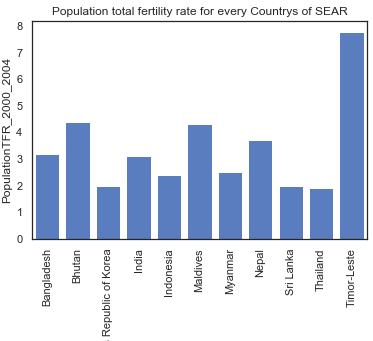 Population total fertility rate for every Countrys of SEAR
PopulationTFR_2000_2004
8
7
6
5
4
3
2
1
0
Bangladesh
Bhutan
Republic of Korea
India
Indonesia
Maldives
Myanmar
Nepal
Sri Lanka
Thailand
Timor-Leste